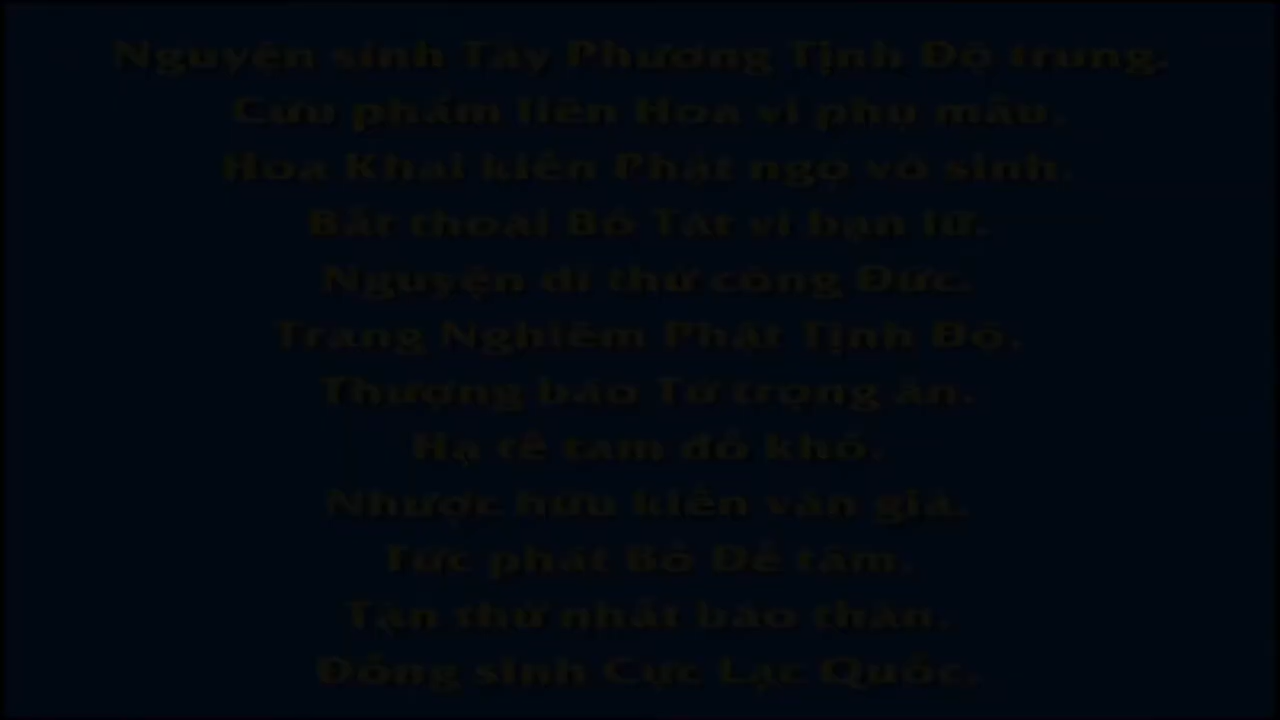 Nguyện sinh Tây Phương Tịnh Độ trung.
Cửu phẩm liên Hoa vi phụ mẫu.
Hoa Khai kiến Phật ngộ vô sinh.
Bất thoái Bồ Tát vi bạn lữ.
Nguyện dĩ thử công Đức.
Trang Nghiêm Phật Tịnh Độ.
Thượng báo Tứ trọng ân.
Hạ tế tam đồ khổ.
Nhược hữu kiến văn giả.
Tức phát Bồ Đề tâm.
Tận thử nhất báo thân.
Đồng sinh Cực Lạc Quốc.